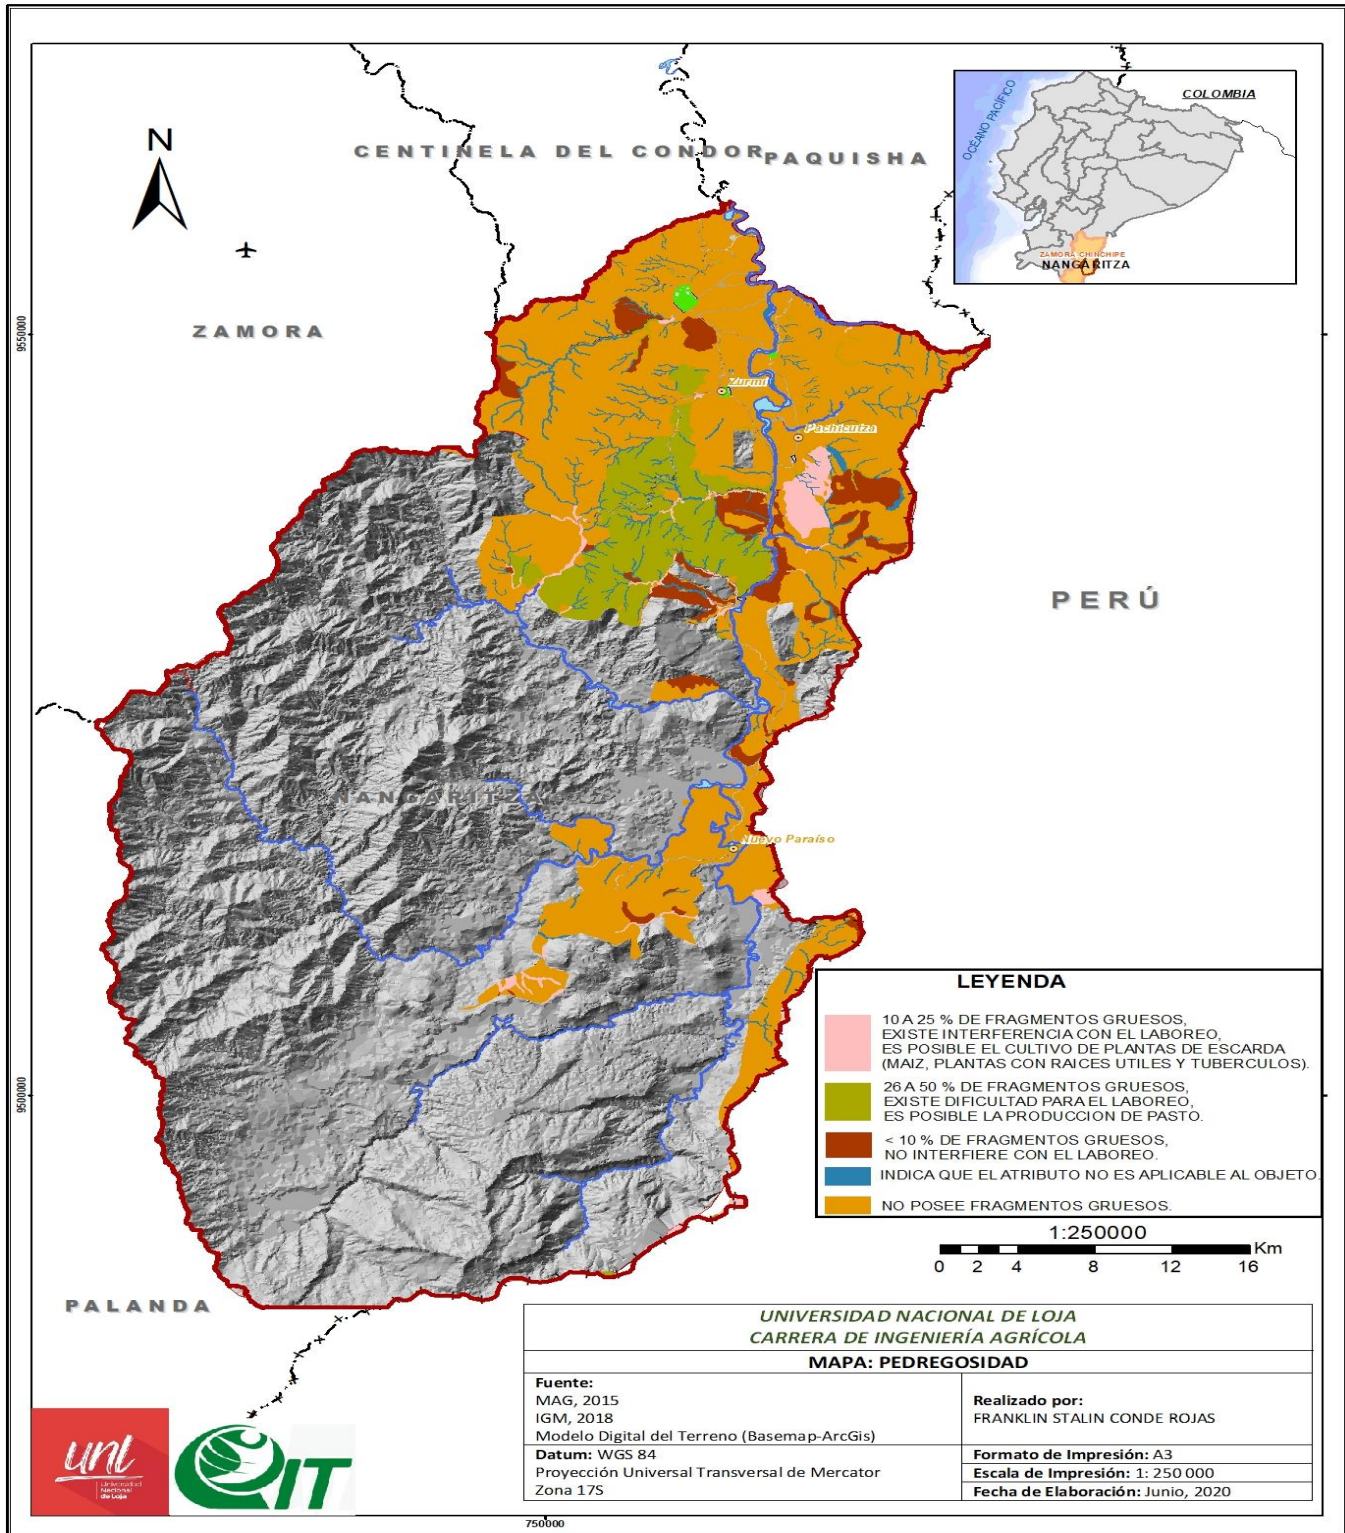 N
CENTINELA DEL CONDOR
PAQUISHA
ZAMORA
PERÚ
PALANDA
NANGARITZA
Zurmi
Pachicutza
Nuevo Paraíso
OCÉANO PACÍFICO
COLOMBIA
ZAMORA CHINCHIPE
NANGARITZA
9550000
9500000
750000
LEYENDA
10 A 25 % DE FRAGMENTOS GRUESOS,
EXISTE INTERFERENCIA CON EL LABOREO,
ES POSIBLE EL CULTIVO DE PLANTAS DE ESCARDA
(MAIZ, PLANTAS CON RAICES UTILES Y TUBERCULOS).
26 A 50 % DE FRAGMENTOS GRUESOS,
EXISTE DIFICULTAD PARA EL LABOREO,
ES POSIBLE LA PRODUCCION DE PASTO.
< 10 % DE FRAGMENTOS GRUESOS,
NO INTERFIERE CON EL LABOREO.
INDICA QUE EL ATRIBUTO NO ES APLICABLE AL OBJETO.
NO POSEE FRAGMENTOS GRUESOS.
1:250000
Km
0 2 4 8 12 16
UNIVERSIDAD NACIONAL DE LOJA
CARRERA DE INGENIERÍA AGRÍCOLA
MAPA: PEDREGOSIDAD
Fuente:
MAG, 2015
IGM, 2018
Modelo Digital del Terreno (Basemap-ArcGis)
Realizado por:
FRANKLIN STALIN CONDE ROJAS
Datum: WGS 84
Proyección Universal Transversal de Mercator
Zona 17S
Formato de Impresión: A3
Escala de Impresión: 1: 250 000
Fecha de Elaboración: Junio, 2020
unl
Universidad
Nacional
de Loja
IT